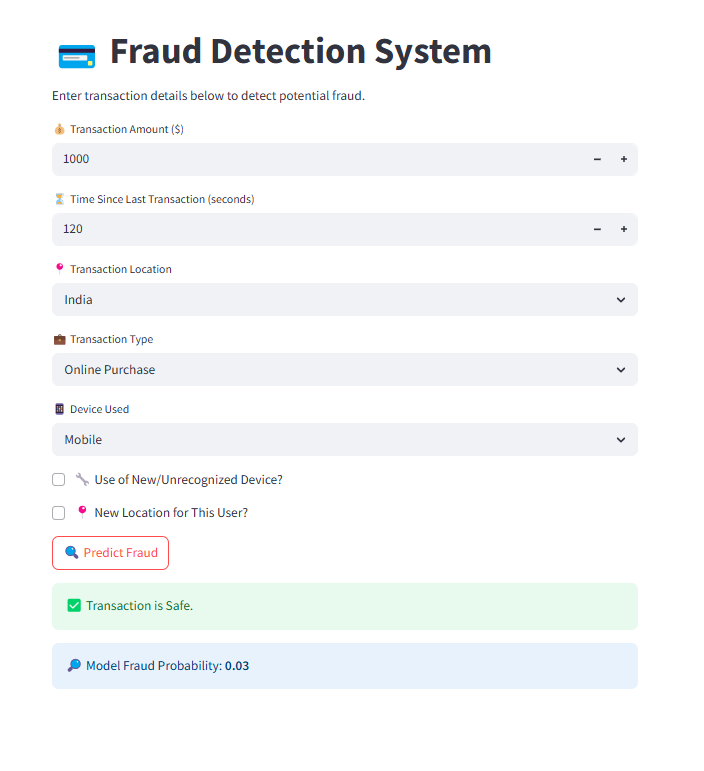 Fraud Detection System
Enter transaction details below to detect potential fraud.
Transaction Amount ($)
1000
Time Since Last Transaction (seconds)
120
Transaction Location
India
Transaction Type
Online Purchase
Device Used
Mobile
Use of New/Unrecognized Device?
New Location for This User?
Predict Fraud
Transaction is Safe.
Model Fraud Probability: 0.03